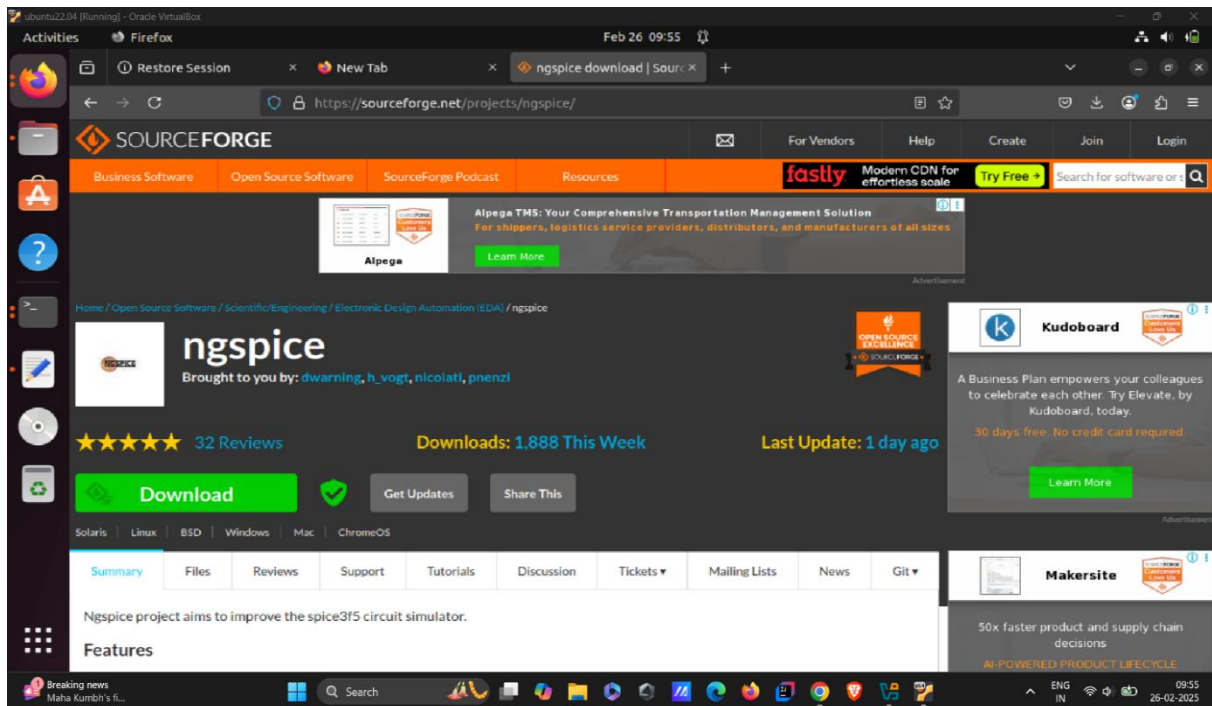 ubuntu22.04 [Running] - Oracle VirtualBox
Activities Firefox Feb 26 09:55
Restore Session New Tab ngspice download | Sourc
https://sourceforge.net/projects/ngspice/
SOURCEFORGE For Vendors Help Create Join Login
Business Software Open Source Software SourceForge Podcast Resources
fastly Modern CDN for effortless scale Try Free → Search for software or s
Alpega TMS: Your Comprehensive Transportation Management Solution
For shippers, logistics service providers, distributors, and manufacturers of all sizes
Alpega Learn More
Advertisement
Home / Open Source Software / Scientific/Engineering / Electronic Design Automation (EDA) / ngspice
NGSPICE
ngspice
Brought to you by: dwarning, h_vogt, nicolati, pnenzi
OPEN SOURCE
EXCELLENCE
SOURCEFORGE
32 Reviews Downloads: 1,888 This Week Last Update: 1 day ago
Download Get Updates Share This
Solaris Linux BSD Windows Mac ChromeOS
Summary Files Reviews Support Tutorials Discussion Tickets ▾ Mailing Lists News Git ▾
Ngspice project aims to improve the spice3f5 circuit simulator.
Features
Kudoboard
A Business Plan empowers your colleagues
to celebrate each other. Try Elevate, by
Kudoboard, today.
30 days free. No credit card required.
Learn More
Advertisement
Makersite
50x faster product and supply chain
decisions
AI-POWERED PRODUCT LIFECYCLE
Breaking news
Maha Kumbh's fi...
Search
ENG
IN
09:55
26-02-2025